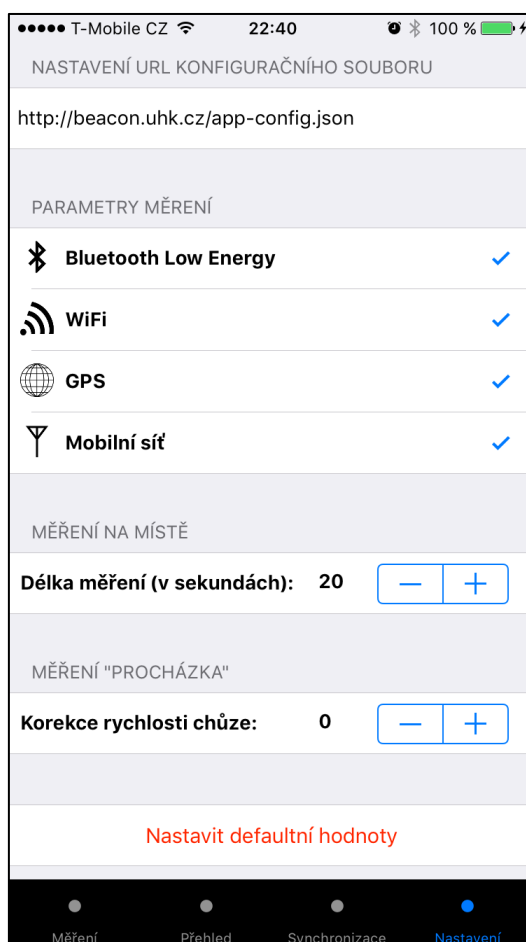 T-Mobile CZ 22:40 100 %
NASTAVENÍ URL KONFIGURAČNÍHO SOUBORU
http://beacon.uhk.cz/app-config.json
PARAMETRY MĚRENÍ
Bluetooth Low Energy
WiFi
GPS
Mobilní síť
MĚŘENÍ NA MÍSTĚ
Délka měření (v sekundách): 20
MĚŘENÍ "PROCHÁZKA"
Korekce rychlosti chůze: 0
Nastavit defaultní hodnoty
Měření Přehled Synchronizace Nastavení